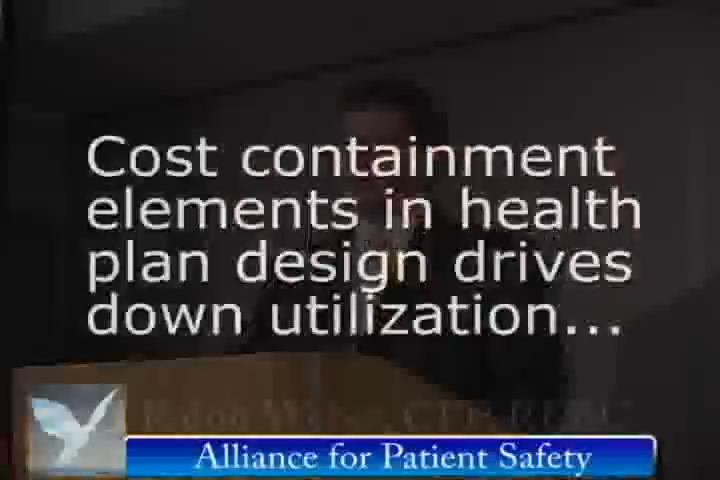 Cost containment
elements in health
plan design drives
down utilization...
Alliance for Patient Safety